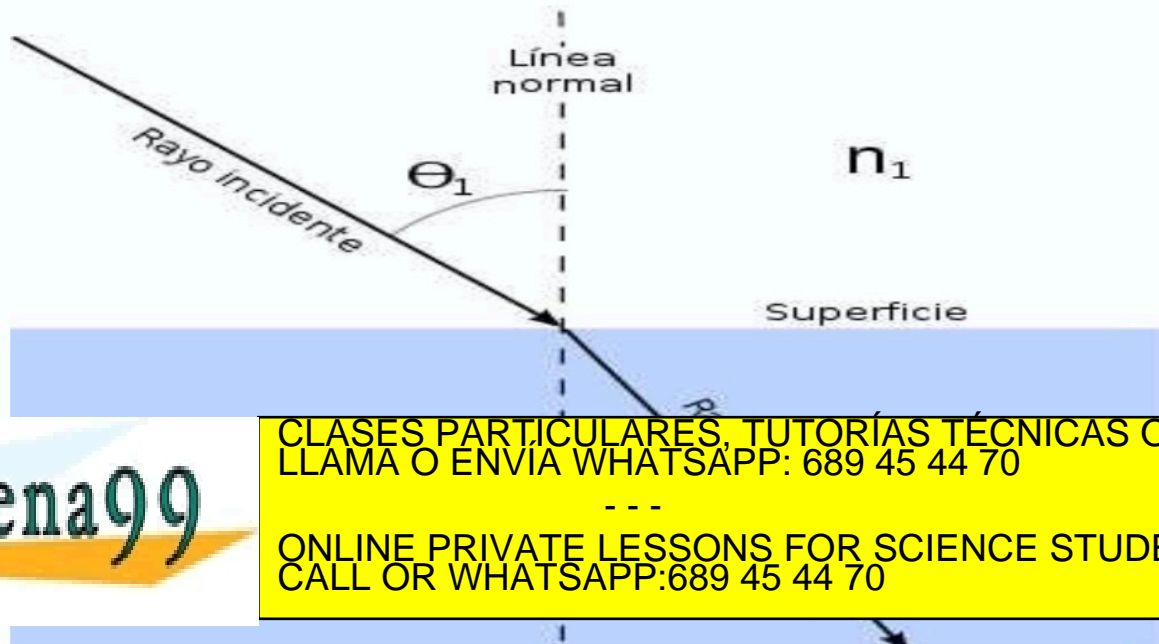 Línea
normal
Rayo incidente
Θ₁
n₁
Superficie
ena99
CLASES PARTICULARES, TUTORÍAS TÉCNICAS
LLAMA O ENVÍA WHATSAPP: 689 45 44 70
- - -
ONLINE PRIVATE LESSONS FOR SCIENCE
CALL OR WHATSAPP:689 45 44 70